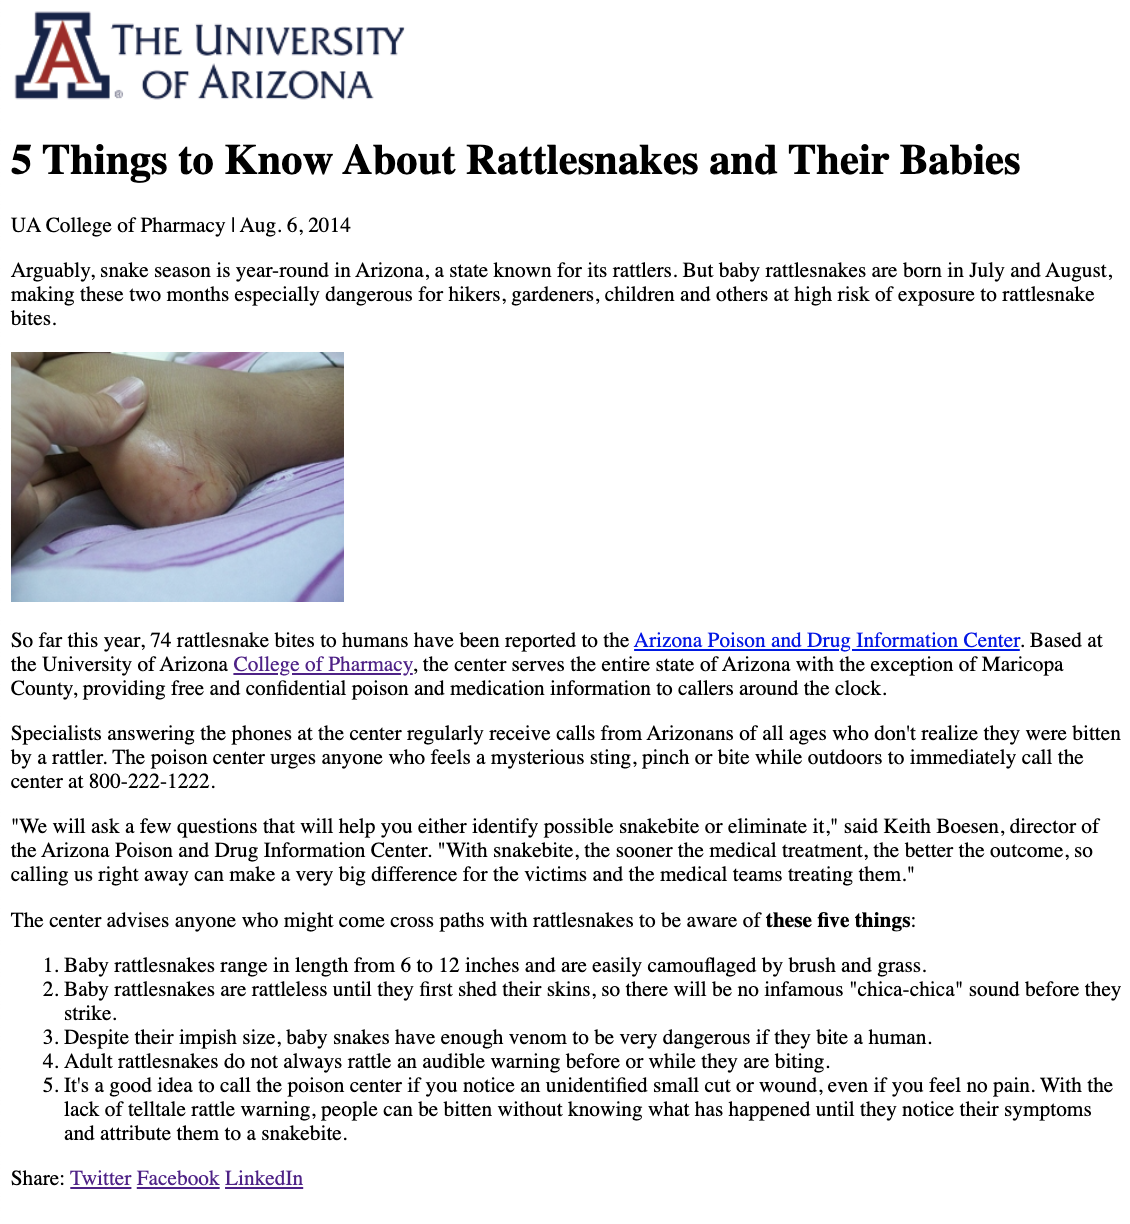 THE UNIVERSITY
OF ARIZONA
5 Things to Know About Rattlesnakes and Their Babies
UA College of Pharmacy | Aug. 6, 2014
Arguably, snake season is year-round in Arizona, a state known for its rattlers. But baby rattlesnakes are born in July and August,
making these two months especially dangerous for hikers, gardeners, children and others at high risk of exposure to rattlesnake
bites.
So far this year, 74 rattlesnake bites to humans have been reported to the Arizona Poison and Drug Information Center. Based at
the University of Arizona College of Pharmacy, the center serves the entire state of Arizona with the exception of Maricopa
County, providing free and confidential poison and medication information to callers around the clock.
Specialists answering the phones at the center regularly receive calls from Arizonans of all ages who don't realize they were bitten
by a rattler. The poison center urges anyone who feels a mysterious sting, pinch or bite while outdoors to immediately call the
center at 800-222-1222.
"We will ask a few questions that will help you either identify possible snakebite or eliminate it," said Keith Boesen, director of
the Arizona Poison and Drug Information Center. "With snakebite, the sooner the medical treatment, the better the outcome, so
calling us right away can make a very big difference for the victims and the medical teams treating them."
The center advises anyone who might come cross paths with rattlesnakes to be aware of these five things:
1. Baby rattlesnakes range in length from 6 to 12 inches and are easily camouflaged by brush and grass.
2. Baby rattlesnakes are rattleless until they first shed their skins, so there will be no infamous "chica-chica" sound before they
strike.
3. Despite their impish size, baby snakes have enough venom to be very dangerous if they bite a human.
4. Adult rattlesnakes do not always rattle an audible warning before or while they are biting.
5. It's a good idea to call the poison center if you notice an unidentified small cut or wound, even if you feel no pain. With the
lack of telltale rattle warning, people can be bitten without knowing what has happened until they notice their symptoms
and attribute them to a snakebite.
Share: Twitter Facebook LinkedIn